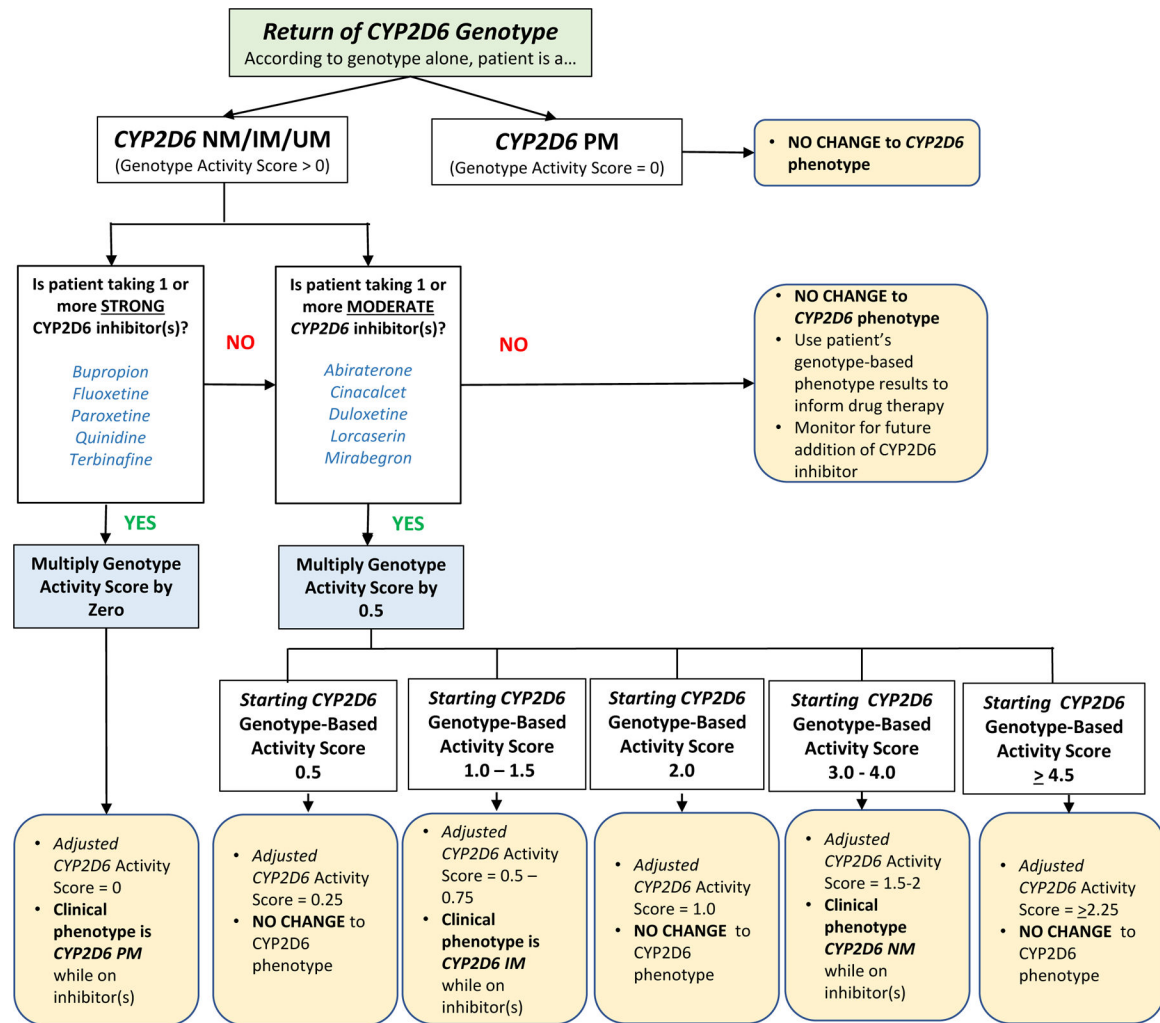 Return of CYP2D6 Genotype
According to genotype alone, patient is a…
CYP2D6 NM/IM/UM
(Genotype Activity Score > 0)
CYP2D6 PM
(Genotype Activity Score = 0)
• NO CHANGE to CYP2D6
phenotype
Is patient taking 1 or
more STRONG
CYP2D6 inhibitor(s)?
Bupropion
Fluoxetine
Paroxetine
Quinidine
Terbinafine
NO
Is patient taking 1 or
more MODERATE
CYP2D6 inhibitor(s)?
Abiraterone
Cinacalcet
Duloxetine
Lorcaserin
Mirabegron
NO
• NO CHANGE to
CYP2D6 phenotype
• Use patient's
genotype-based
phenotype results to
inform drug therapy
• Monitor for future
addition of CYP2D6
inhibitor
YES
YES
Multiply Genotype
Activity Score by
Zero
Multiply Genotype
Activity Score by
0.5
Starting CYP2D6
Genotype-Based
Activity Score
0.5
Starting CYP2D6
Genotype-Based
Activity Score
1.0 – 1.5
Starting CYP2D6
Genotype-Based
Activity Score
2.0
Starting CYP2D6
Genotype-Based
Activity Score
3.0 - 4.0
Starting CYP2D6
Genotype-Based
Activity Score
≥ 4.5
• Adjusted
CYP2D6 Activity
Score = 0
• Clinical
phenotype is
CYP2D6 PM
while on
inhibitor(s)
• Adjusted
CYP2D6 Activity
Score = 0.25
• NO CHANGE to
CYP2D6
phenotype
• Adjusted
CYP2D6 Activity
Score = 0.5 –
0.75
• Clinical
phenotype is
CYP2D6 IM
while on
inhibitor(s)
• Adjusted
CYP2D6 Activity
Score = 1.0
• NO CHANGE to
CYP2D6
phenotype
• Adjusted
CYP2D6 Activity
Score = 1.5-2
• Clinical
phenotype
CYP2D6 NM
while on
inhibitor(s)
• Adjusted
CYP2D6 Activity
Score = ≥2.25
• NO CHANGE to
CYP2D6
phenotype